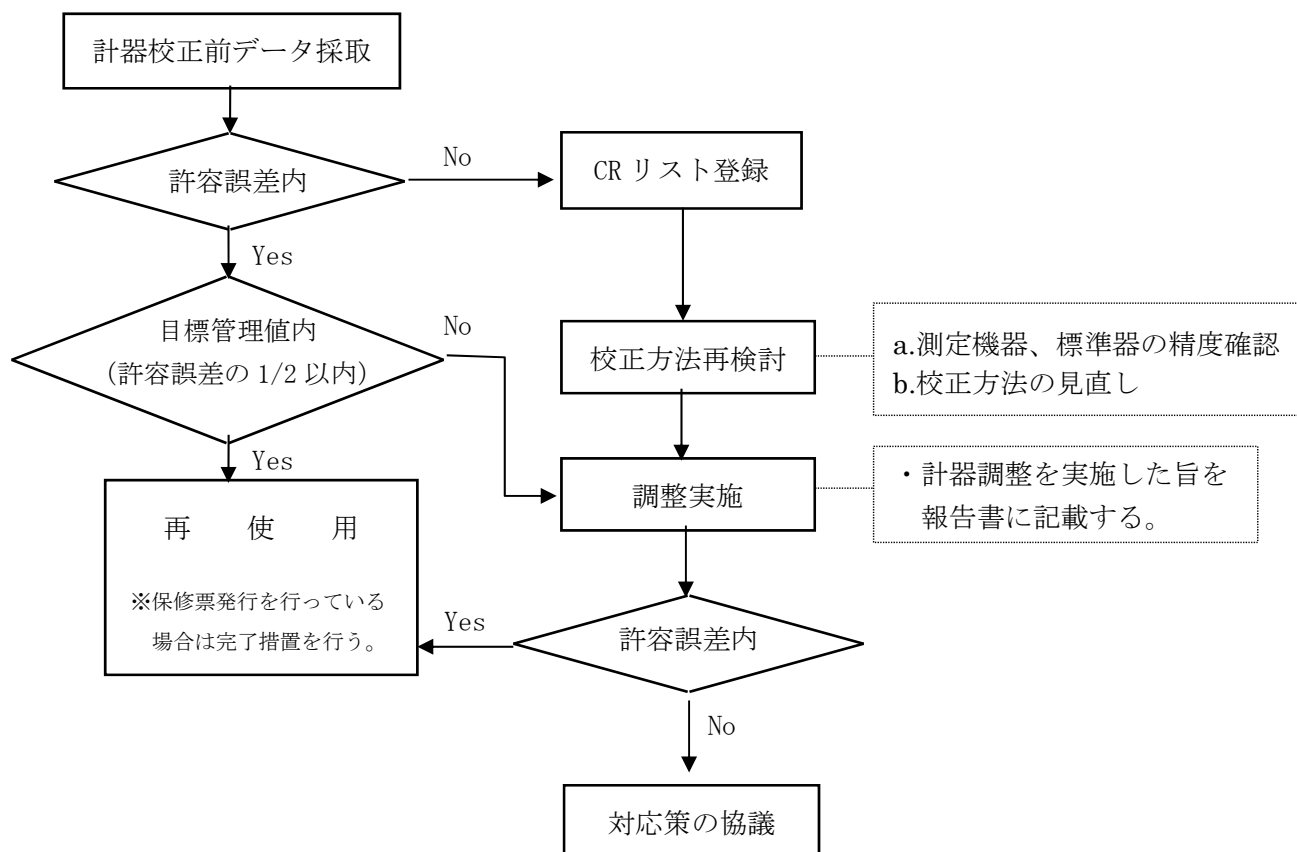 計器校正前データ採取
許容誤差内
No
CR リスト登録
Yes
目標管理値内
（許容誤差の 1/2 以内）
No
校正方法再検討
a.測定機器、標準器の精度確認
b.校正方法の見直し
Yes
調整実施
・計器調整を実施した旨を
報告書に記載する。
再　使　用
※保修票発行を行っている
場合は完了措置を行う。
Yes
許容誤差内
No
対応策の協議